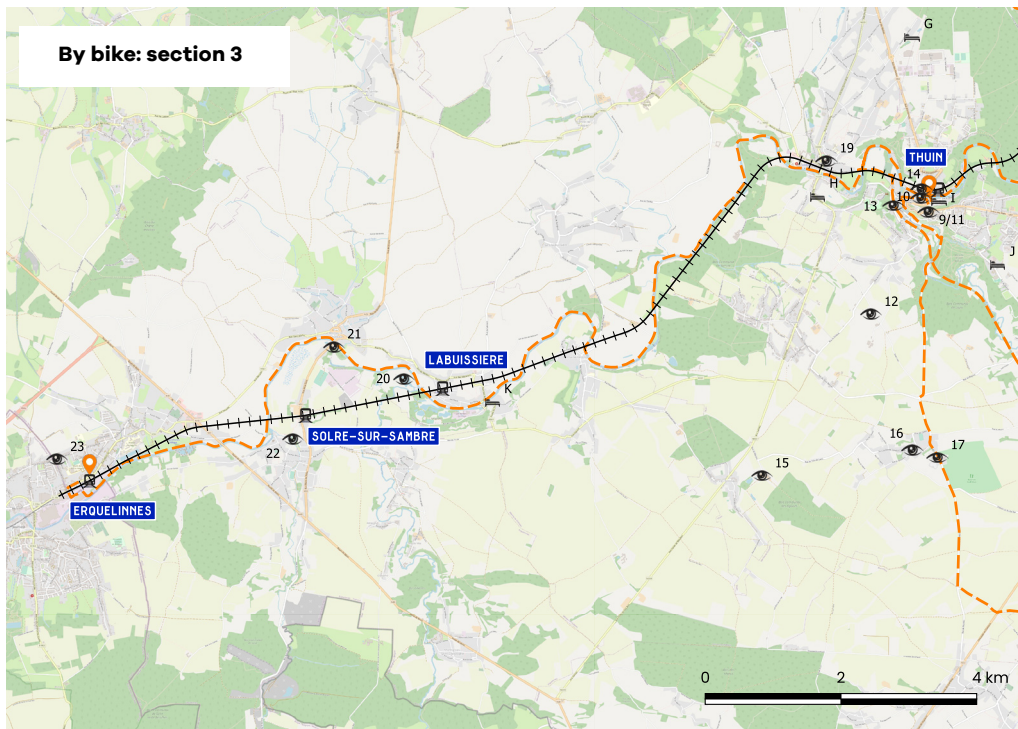 By bike: section 3
G
19
THUIN
14
H
10
I
13
9/11
J
12
21
LABUISSIERE
20
K
SOLRE-SUR-SAMBRE
22
23
16
17
15
ERQUELINNES
0 2 4 km